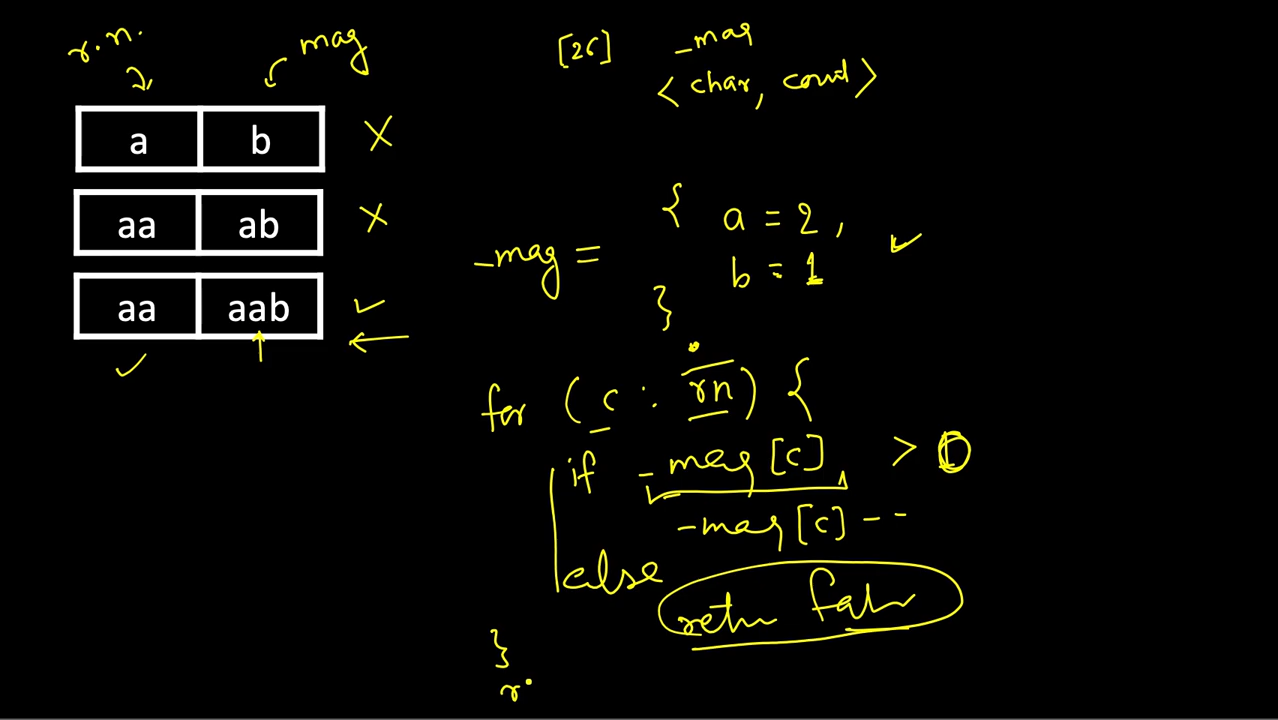 r.n. mag
a b X
aa ab X
aa aab ✓
[26] _mag
< char, count >
_mag = { a = 2,
b = 1
}
for ( c : rn ) {
if _mag [c] > 0
_mag [c] --
else
return false
}
r